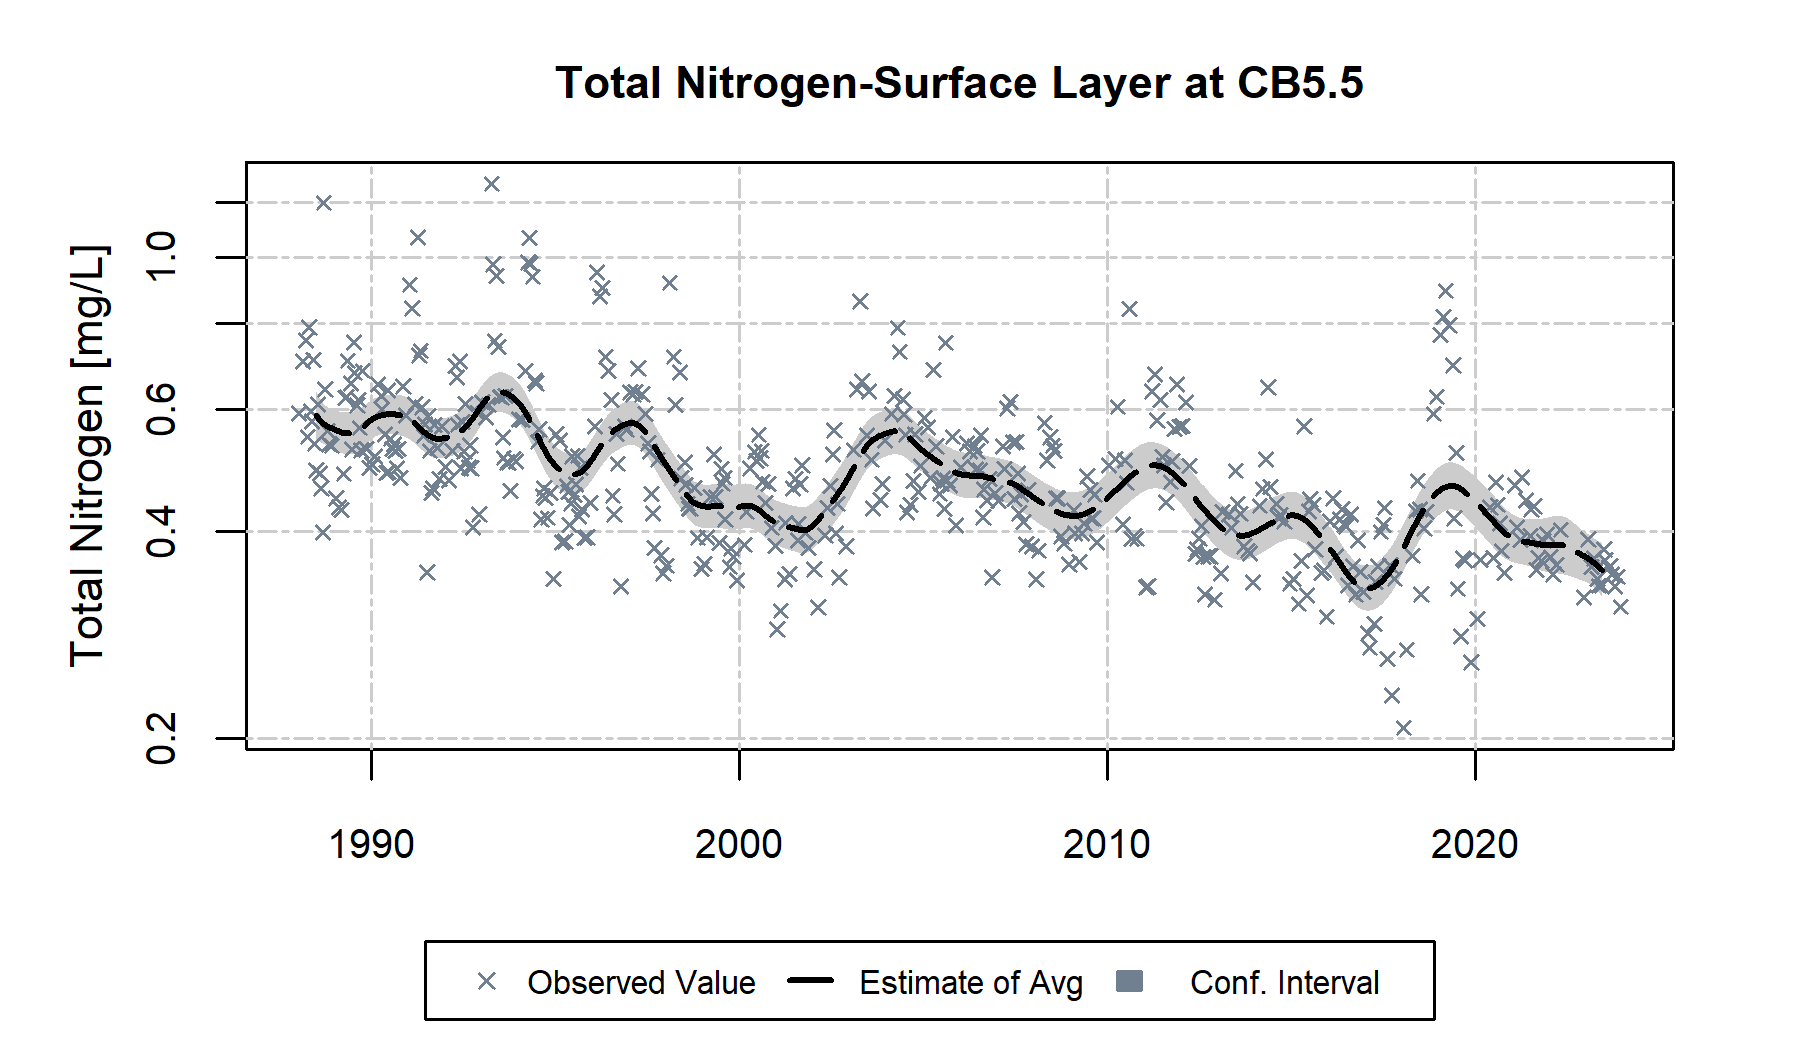 Total Nitrogen-Surface Layer at CB5.5
Total Nitrogen [mg/L]
1.0
0.6
0.4
0.2
1990 2000 2010 2020
Observed Value Estimate of Avg Conf. Interval